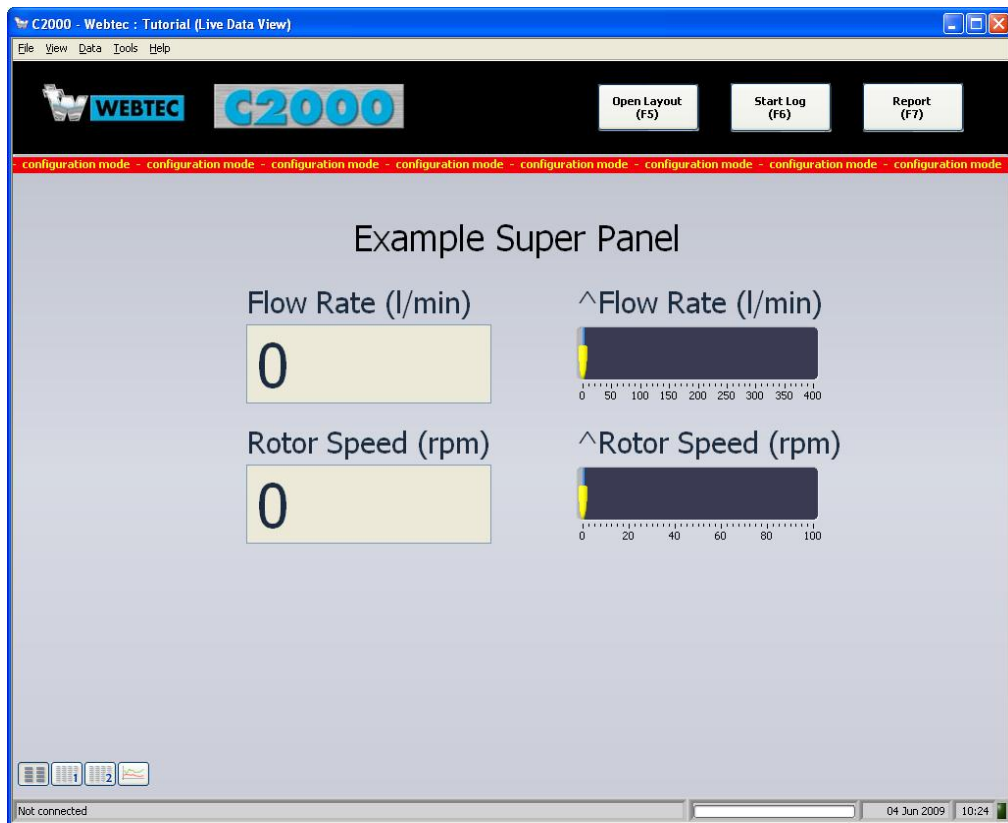 C2000 - Webtec : Tutorial (Live Data View)
File View Data Tools Help
WEBTEC C2000
Open Layout (F5)
Start Log (F6)
Report (F7)
- configuration mode - configuration mode - configuration mode - configuration mode - configuration mode - configuration mode - configuration mode - configuration mode
Example Super Panel
Flow Rate (l/min)
0
^Flow Rate (l/min)
0 50 100 150 200 250 300 350 400
Rotor Speed (rpm)
0
^Rotor Speed (rpm)
0 20 40 60 80 100
1 2
Not connected 04 Jun 2009 10:24